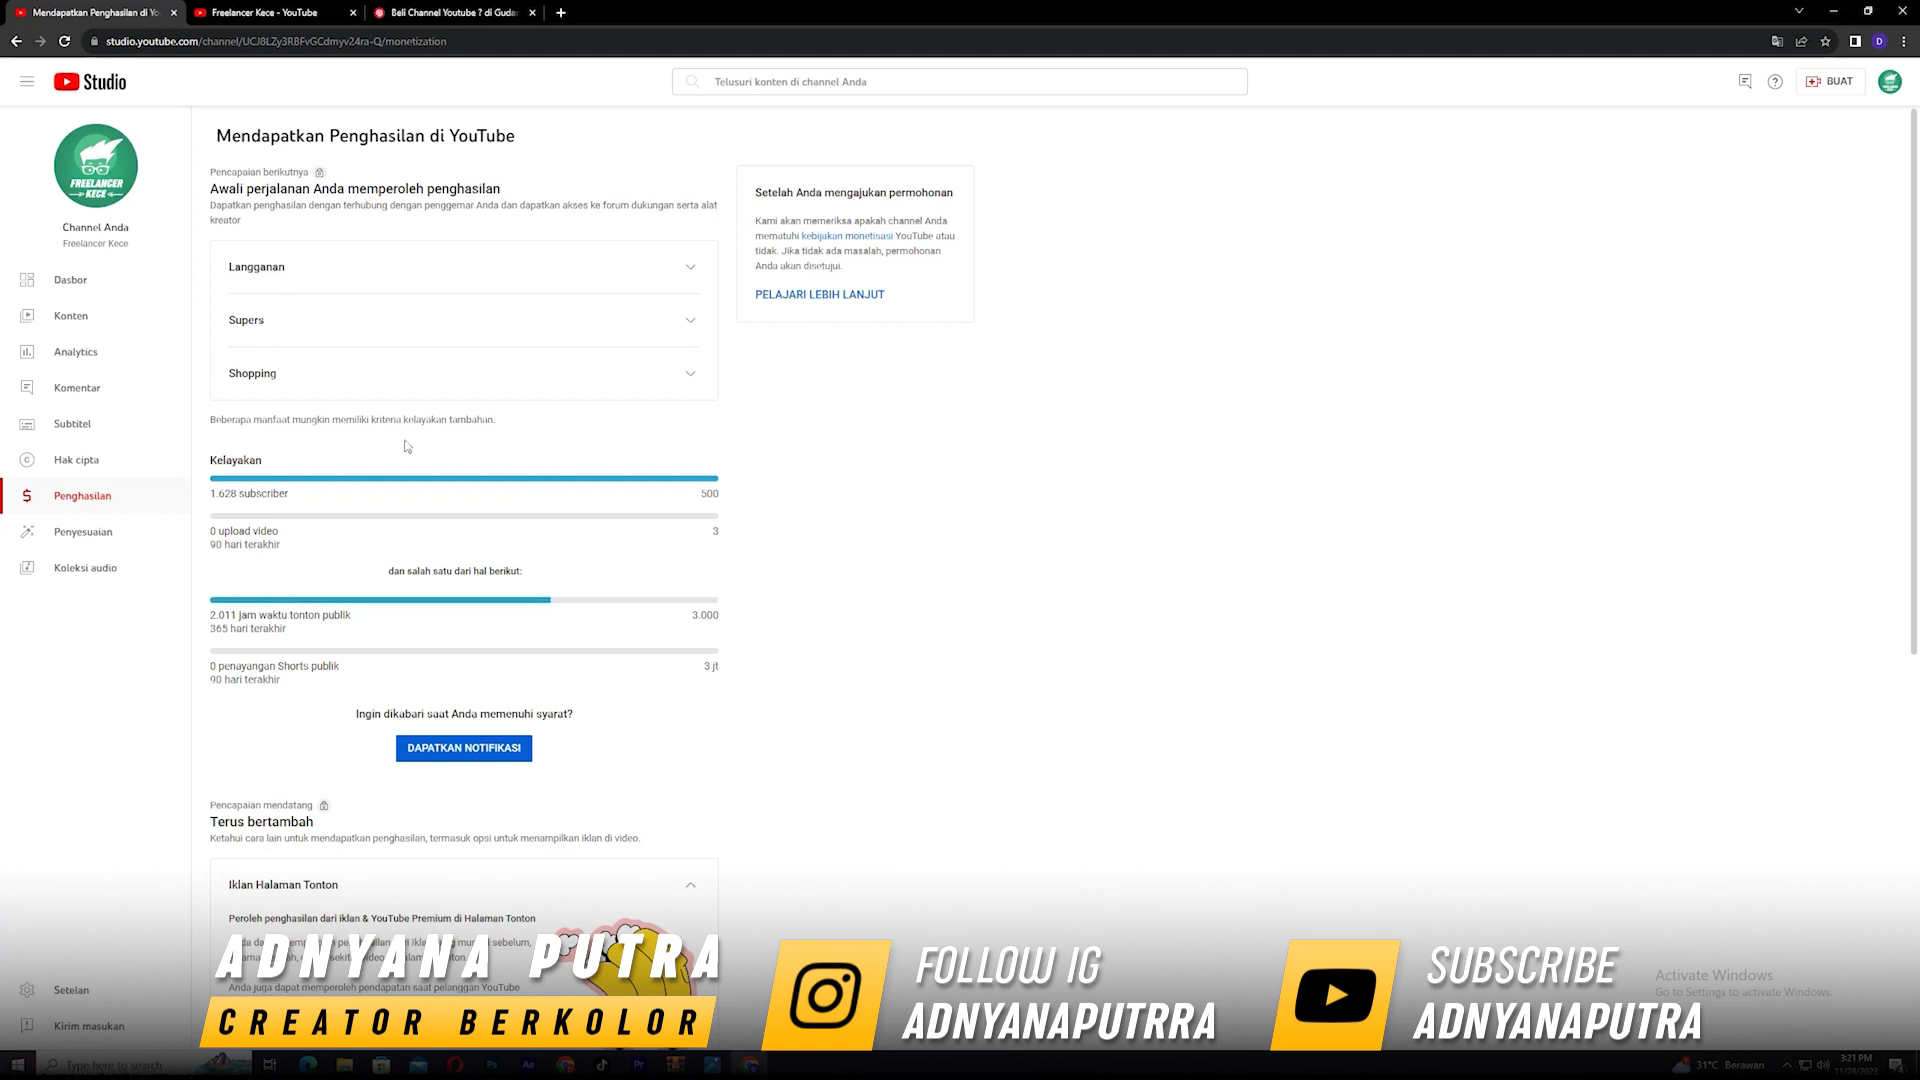 Mendapatkan Penghasilan di Yo
Freelancer Kece - YouTube
Beli Channel Youtube ? di Gudan
studio.youtube.com/channel/UCJ8LZy3RBFvGCdmyv24ra-Q/monetization
D
Studio
Telusuri konten di channel Anda
BUAT
FREELANCER
KECE
Channel Anda
Freelancer Kece
Dasbor
Konten
Analytics
Komentar
Subtitel
Hak cipta
Penghasilan
Penyesuaian
Koleksi audio
Setelan
Kirim masukan
Mendapatkan Penghasilan di YouTube
Pencapaian berikutnya
Awali perjalanan Anda memperoleh penghasilan
Dapatkan penghasilan dengan terhubung dengan penggemar Anda dan dapatkan akses ke forum dukungan serta alat
kreator
Langganan
Supers
Shopping
Beberapa manfaat mungkin memiliki kriteria kelayakan tambahan.
Kelayakan
1.628 subscriber 500
0 upload video 3
90 hari terakhir
dan salah satu dari hal berikut:
2.011 jam waktu tonton publik 3.000
365 hari terakhir
0 penayangan Shorts publik 3 jt
90 hari terakhir
Ingin dikabari saat Anda memenuhi syarat?
DAPATKAN NOTIFIKASI
Pencapaian mendatang
Terus bertambah
Ketahui cara lain untuk mendapatkan penghasilan, termasuk opsi untuk menampilkan iklan di video.
Iklan Halaman Tonton
Peroleh penghasilan dari iklan & YouTube Premium di Halaman Tonton
Anda juga dapat memperoleh pendapatan saat pelanggan YouTube
Setelah Anda mengajukan permohonan
Kami akan memeriksa apakah channel Anda
mematuhi kebijakan monetisasi YouTube atau
tidak. Jika tidak ada masalah, permohonan
Anda akan disetujui.
PELAJARI LEBIH LANJUT
ADNYANA PUTRA
CREATOR BERKOLOR
FOLLOW IG
ADNYANAPUTRRA
SUBSCRIBE
ADNYANAPUTRA
Activate Windows
Go to Settings to activate Windows.
Type here to search
Ps
Ae
Pr
31°C Berawan
3:21 PM
11/28/2023